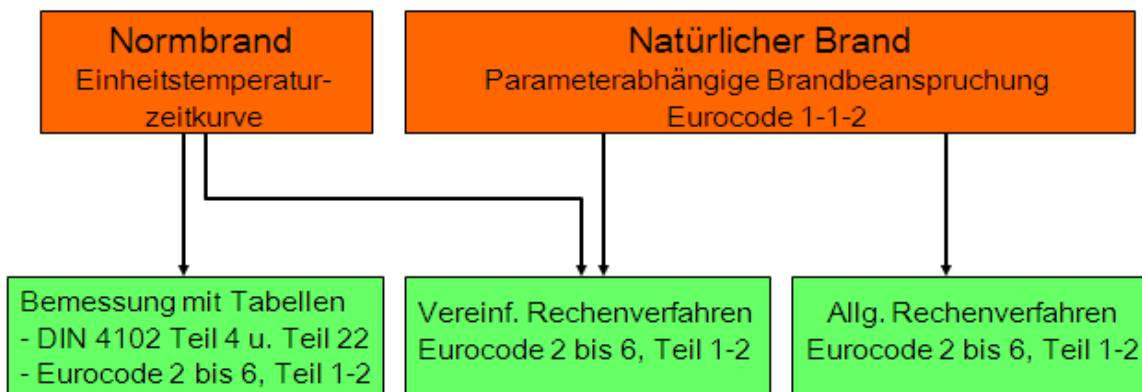 Normbrand
Einheitstemperatur-
zeitkurve
Natürlicher Brand
Parameterabhängige Brandbeanspruchung
Eurocode 1-1-2
Bemessung mit Tabellen
- DIN 4102 Teil 4 u. Teil 22
- Eurocode 2 bis 6, Teil 1-2
Vereinf. Rechenverfahren
Eurocode 2 bis 6, Teil 1-2
Allg. Rechenverfahren
Eurocode 2 bis 6, Teil 1-2